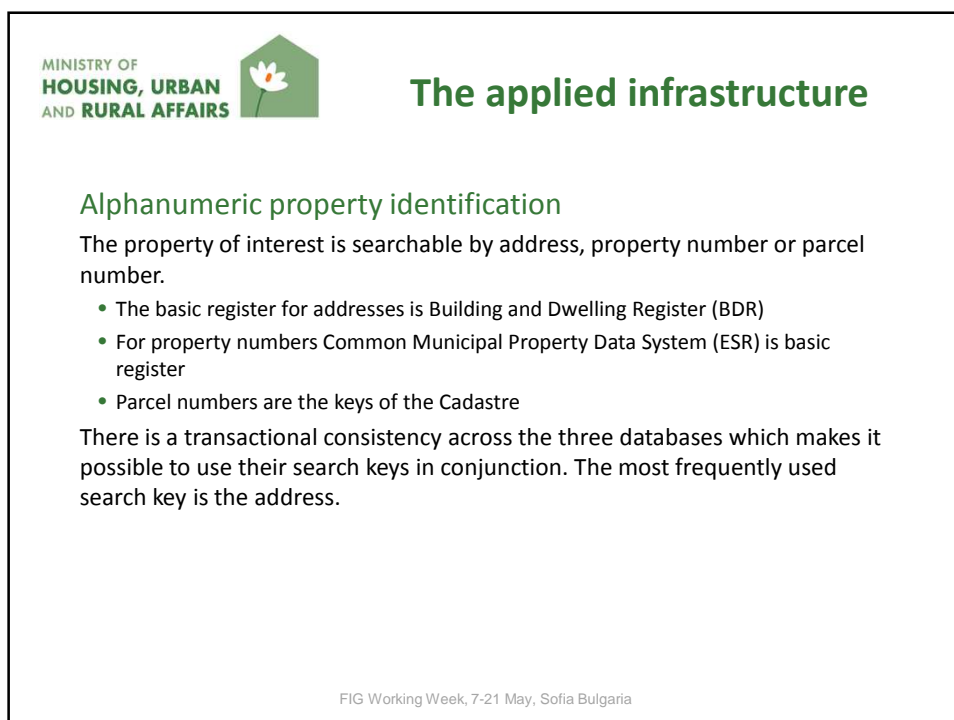 MINISTRY OF
HOUSING, URBAN
AND RURAL AFFAIRS
The applied infrastructure
Alphanumeric property identification
The property of interest is searchable by address, property number or parcel
number.
• The basic register for addresses is Building and Dwelling Register (BDR)
• For property numbers Common Municipal Property Data System (ESR) is basic
register
• Parcel numbers are the keys of the Cadastre
There is a transactional consistency across the three databases which makes it
possible to use their search keys in conjunction. The most frequently used
search key is the address.
FIG Working Week, 7-21 May, Sofia Bulgaria